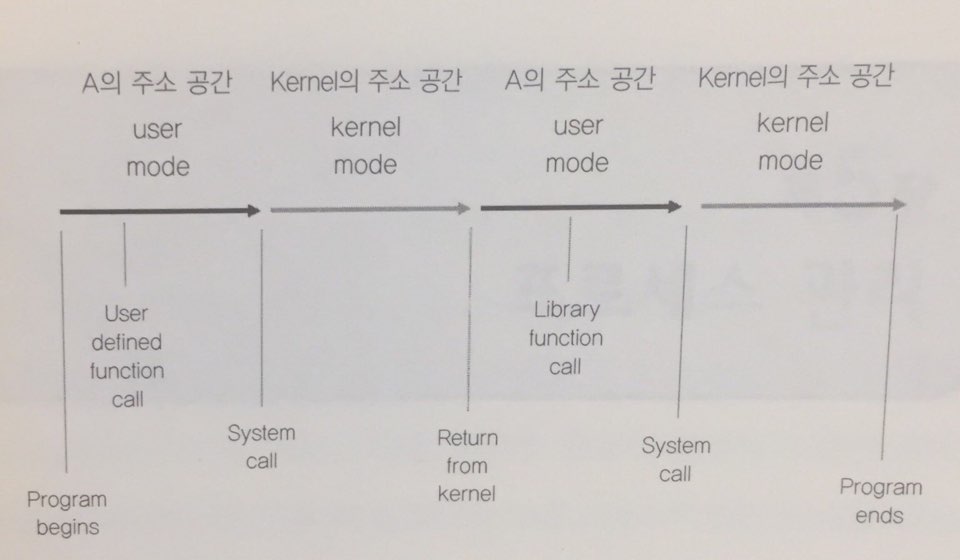 A의 주소 공간
user
mode
Kernel의 주소 공간
kernel
mode
A의 주소 공간
user
mode
Kernel의 주소 공간
kernel
mode
User
defined
function
call
Library
function
call
System
call
Return
from
kernel
System
call
Program
begins
Program
ends